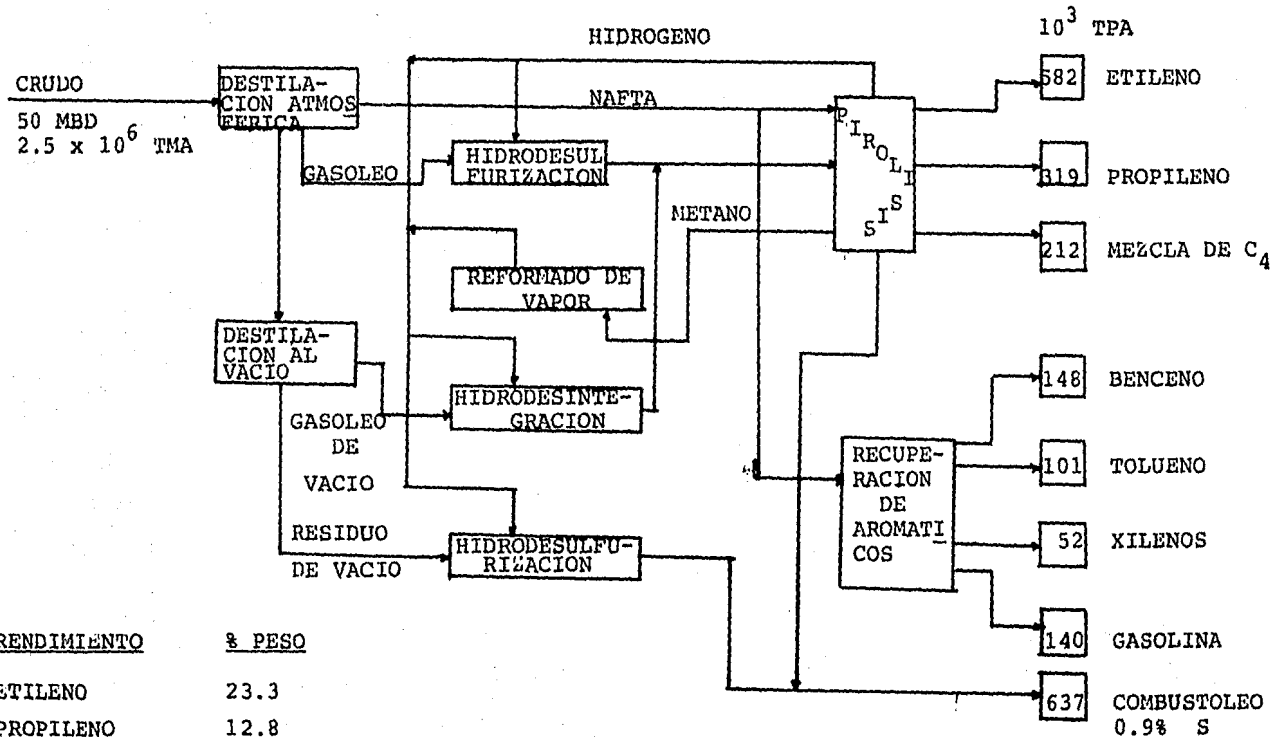 10³ TPA
HIDROGENO
CRUDO
50 MBD
2.5 x 10⁶ TMA
DESTILA-
CION ATMOS
FERICA
NAFTA
582 ETILENO
PIROLISIS
GASOLEO
HIDRODESUL
FURIZACION
319 PROPILENO
METANO
212 MEZCLA DE C₄
REFORMADO DE
VAPOR
DESTILA-
CION AL
VACIO
HIDRODESINTE-
GRACION
148 BENCENO
GASOLEO
DE
VACIO
RECUPE-
RACION
DE
AROMATI
COS
101 TOLUENO
RESIDUO
DE VACIO
HIDRODESULFU-
RIZACION
52 XILENOS
140 GASOLINA
637 COMBUSTOLEO
0.9% S
RENDIMIENTO % PESO
ETILENO 23.3
PROPILENO 12.8